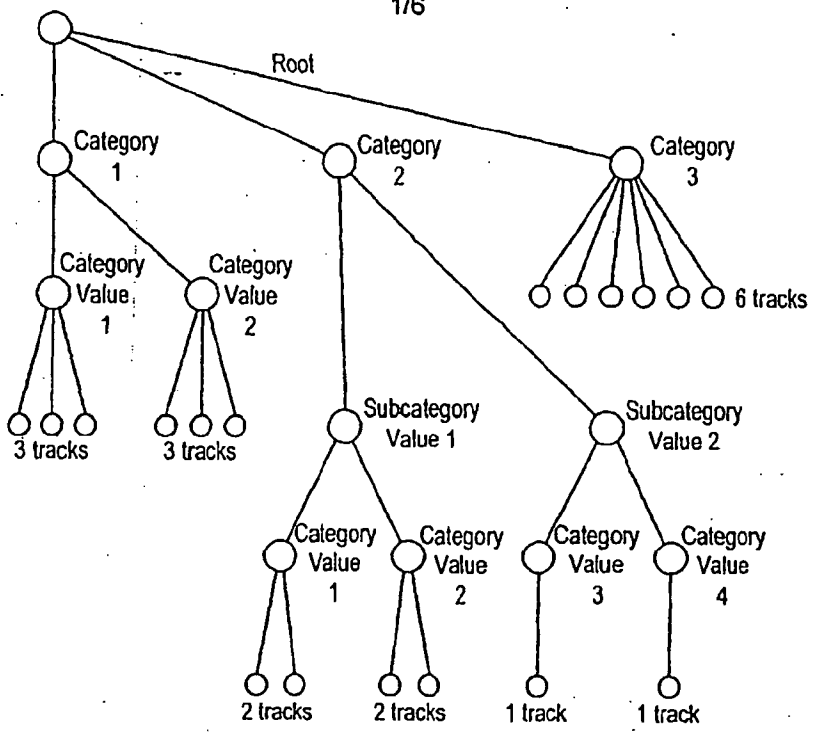 1/6
Root
Category
1
Category
2
Category
3
Category
Value
1
Category
Value
2
6 tracks
3 tracks
3 tracks
Subcategory
Value 1
Subcategory
Value 2
Category
Value
1
Category
Value
2
Category
Value
3
Category
Value
4
2 tracks
2 tracks
1 track
1 track